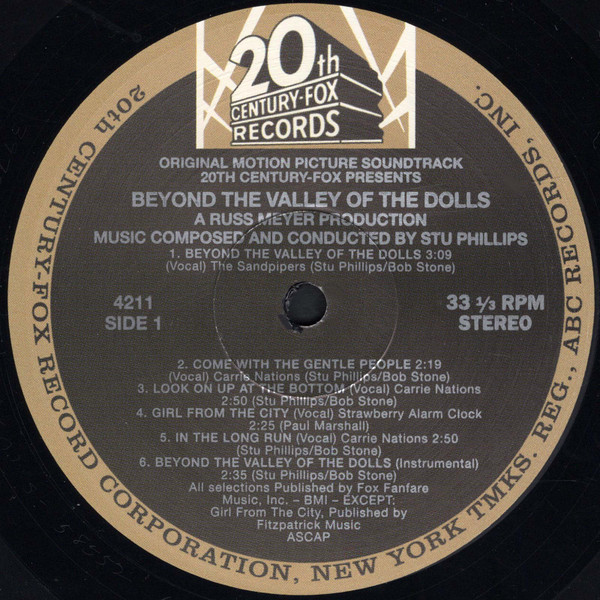 20th
CENTURY-FOX
RECORDS
ORIGINAL MOTION PICTURE SOUNDTRACK
20TH CENTURY-FOX PRESENTS
BEYOND THE VALLEY OF THE DOLLS
A RUSS MEYER PRODUCTION
MUSIC COMPOSED AND CONDUCTED BY STU PHILLIPS
1. BEYOND THE VALLEY OF THE DOLLS 3:09
(Vocal) The Sandpipers (Stu Phillips/Bob Stone)
4211
SIDE 1
33 ⅓ RPM
STEREO
2. COME WITH THE GENTLE PEOPLE 2:19
(Vocal) Carrie Nations (Stu Phillips/Bob Stone)
3. LOOK ON UP AT THE BOTTOM (Vocal) Carrie Nations
2:50 (Stu Phillips/Bob Stone)
4. GIRL FROM THE CITY (Vocal) Strawberry Alarm Clock
2:25 (Paul Marshall)
5. IN THE LONG RUN (Vocal) Carrie Nations 2:50
(Stu Phillips/Bob Stone)
6. BEYOND THE VALLEY OF THE DOLLS (Instrumental)
2:35 (Stu Phillips/Bob Stone)
All selections Published by Fox Fanfare
Music, Inc. – BMI – EXCEPT:
Girl From The City, Published by
Fitzpatrick Music
ASCAP
20th CENTURY-FOX RECORD CORPORATION, NEW YORK TMKS. REG., ABC RECORDS, INC.